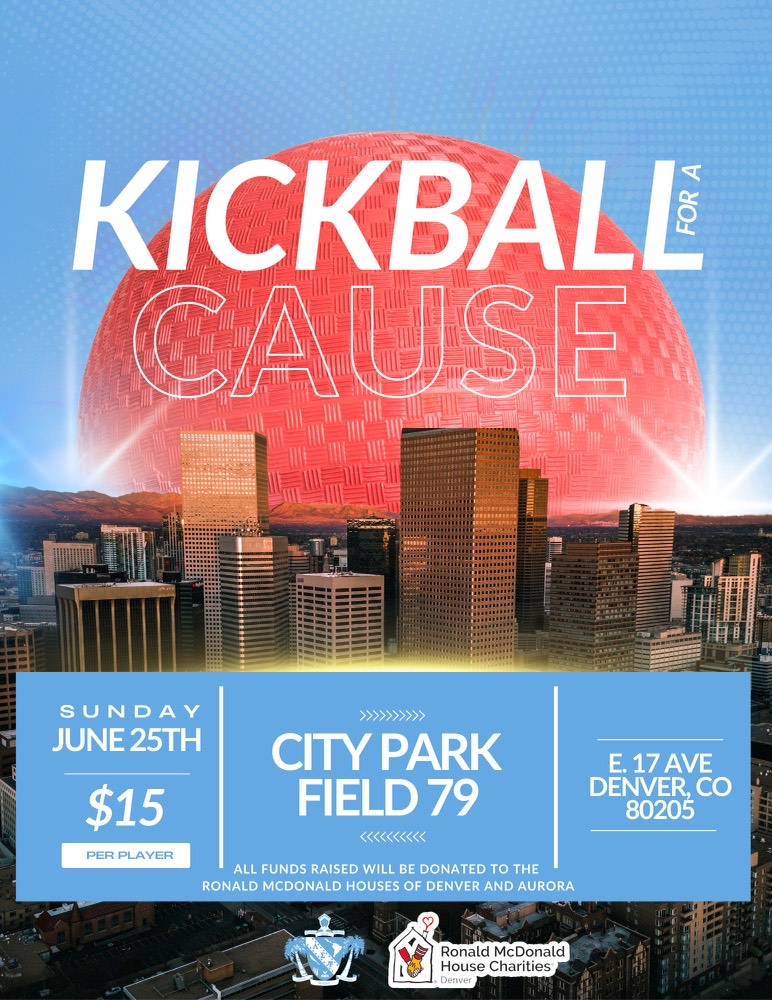 KICKBALL
FOR A
CAUSE
SUNDAY
JUNE 25TH
$15
PER PLAYER
>>>>>>>>>>
CITY PARK
FIELD 79
<<<<<<<<<<
E. 17 AVE
DENVER, CO
80205
ALL FUNDS RAISED WILL BE DONATED TO THE
RONALD MCDONALD HOUSES OF DENVER AND AURORA
Ronald McDonald
House Charities
Denver